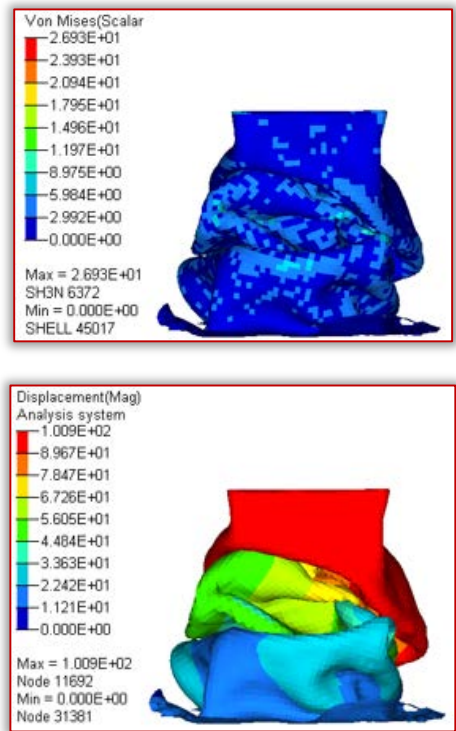 Von Mises(Scalar
2.693E+01
2.393E+01
2.094E+01
1.795E+01
1.496E+01
1.197E+01
8.975E+00
5.984E+00
2.992E+00
0.000E+00
Max = 2.693E+01
SH3N 6372
Min = 0.000E+00
SHELL 45017
Displacement(Mag)
Analysis system
1.009E+02
8.967E+01
7.847E+01
6.726E+01
5.605E+01
4.484E+01
3.363E+01
2.242E+01
1.121E+01
0.000E+00
Max = 1.009E+02
Node 11692
Min = 0.000E+00
Node 31381